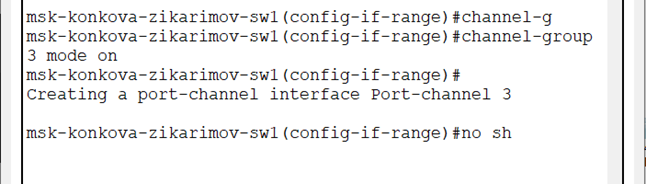 msk-konkova-zikarimov-sw1(config-if-range)#channel-g
msk-konkova-zikarimov-sw1(config-if-range)#channel-group
3 mode on
msk-konkova-zikarimov-sw1(config-if-range)#
Creating a port-channel interface Port-channel 3
msk-konkova-zikarimov-sw1(config-if-range)#no sh